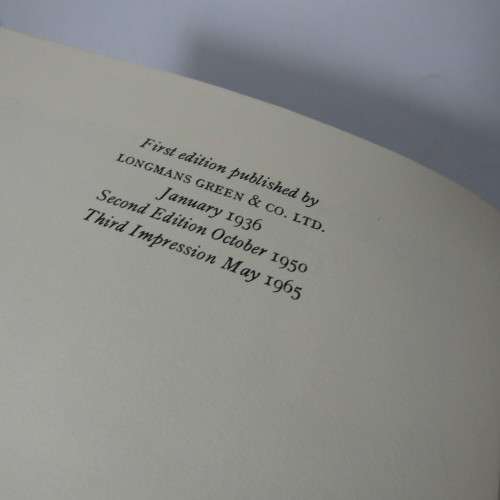 First edition published by
LONGMANS GREEN & CO. LTD.
January 1936
Second Edition October 1950
Third Impression May 1965